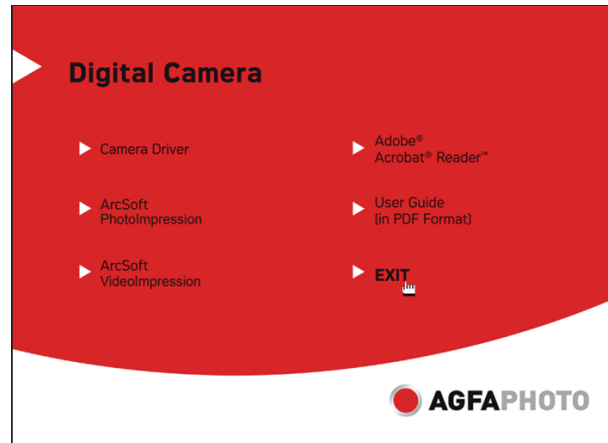 Digital Camera
Camera Driver
ArcSoft
PhotoImpression
ArcSoft
VideoImpression
Adobe®
Acrobat® Reader™
User Guide
(in PDF Format)
EXIT
AGFAPHOTO